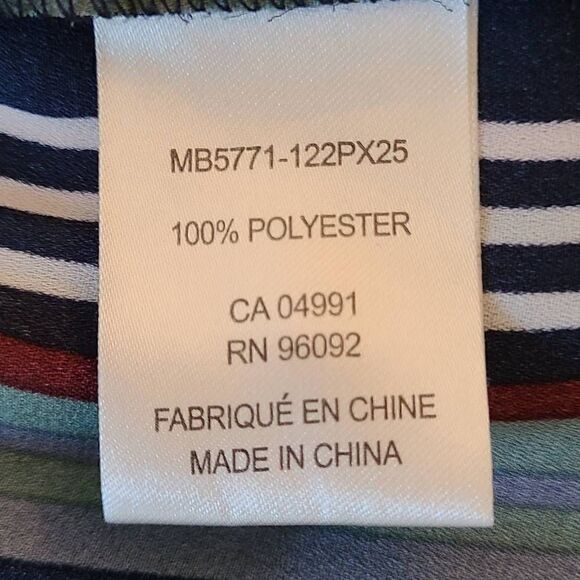 MB5771-122PX25
100% POLYESTER
CA 04991
RN 96092
FABRIQUÉ EN CHINE
MADE IN CHINA